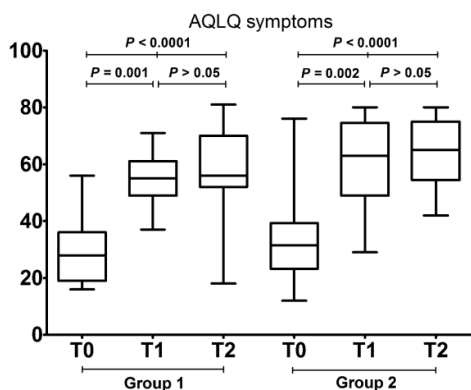 AQLQ symptoms
P < 0.0001 P < 0.0001
P = 0.001 P > 0.05 P = 0.002 P > 0.05
100
80
60
40
20
0
T0 T1 T2 T0 T1 T2
Group 1 Group 2